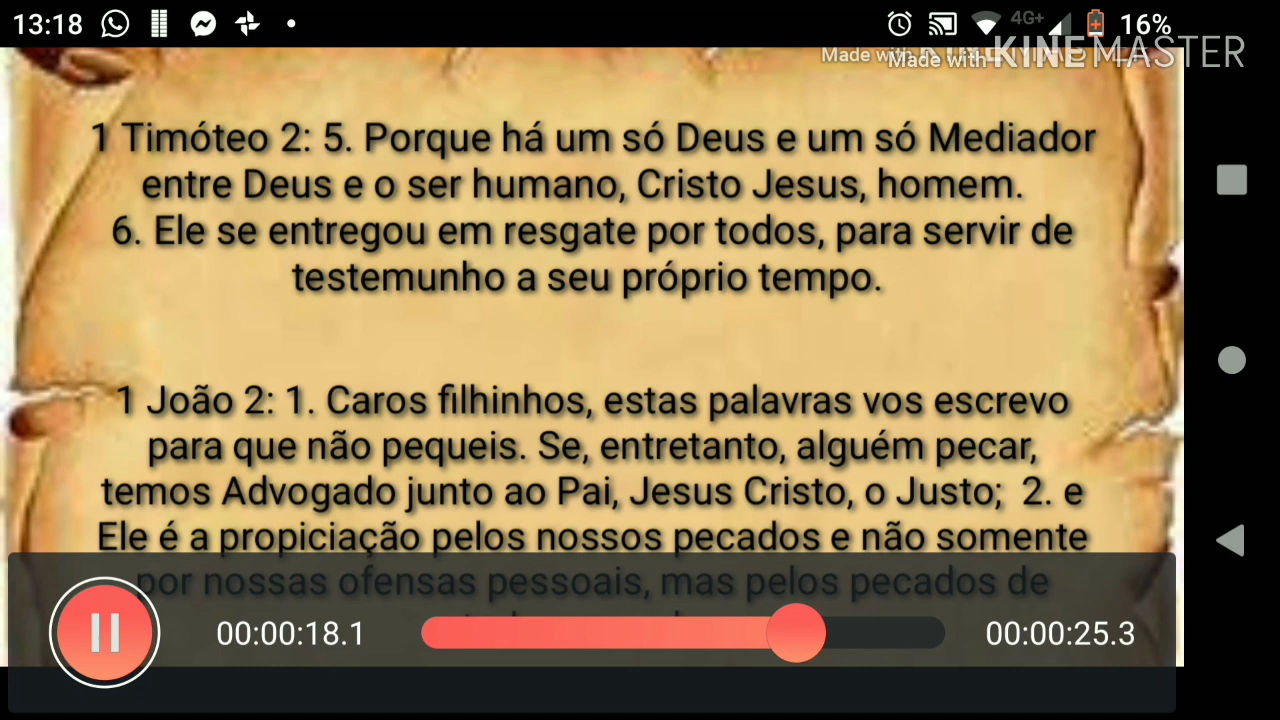 13:18
4G+
16%
Made with
Made with KINEMASTER
1 Timóteo 2: 5. Porque há um só Deus e um só Mediador
entre Deus e o ser humano, Cristo Jesus, homem.
6. Ele se entregou em resgate por todos, para servir de
testemunho a seu próprio tempo.
1 João 2: 1. Caros filhinhos, estas palavras vos escrevo
para que não pequeis. Se, entretanto, alguém pecar,
temos Advogado junto ao Pai, Jesus Cristo, o Justo; 2. e
Ele é a propiciação pelos nossos pecados e não somente
por nossas ofensas pessoais, mas pelos pecados de
00:00:18.1
00:00:25.3